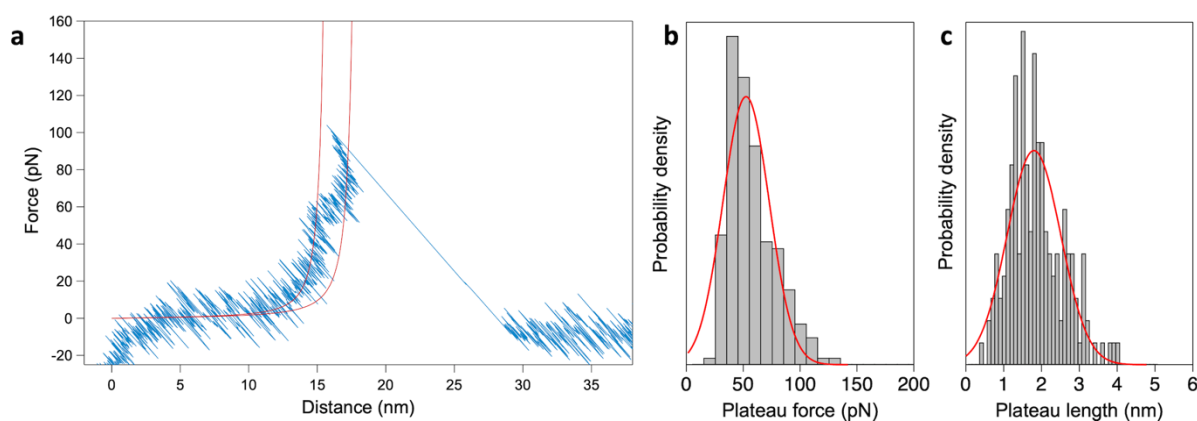 a
160
140
120
100
80
60
40
20
0
-20
Force (pN)
0 5 10 15 20 25 30 35
Distance (nm)
b
Probability density
0 50 100 150 200
Plateau force (pN)
c
Probability density
0 1 2 3 4 5 6
Plateau length (nm)